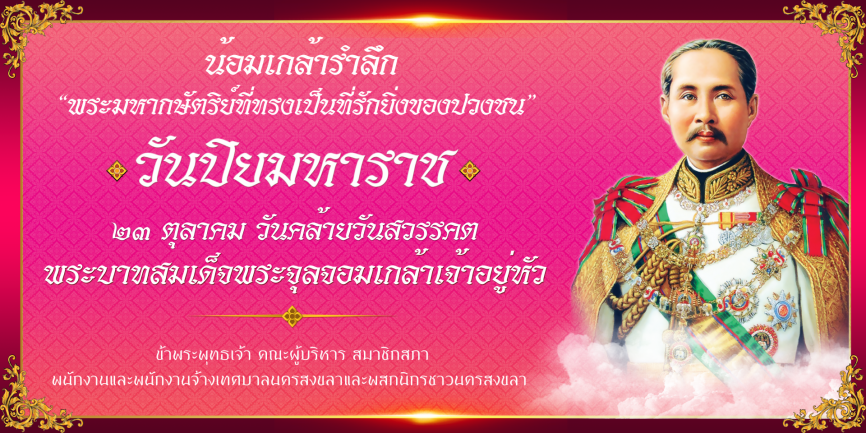 น้อมเกล้ารำลึก
“พระมหากษัตริย์ที่ทรงเป็นที่รักยิ่งของปวงชน”
วันปิยมหาราช
๒๓ ตุลาคม วันคล้ายวันสวรรคต
พระบาทสมเด็จพระจุลจอมเกล้าเจ้าอยู่หัว
ข้าพระพุทธเจ้า คณะผู้บริหาร สมาชิกสภา
พนักงานและพนักงานจ้างเทศบาลนครสงขลาและพสกนิกรชาวนครสงขลา